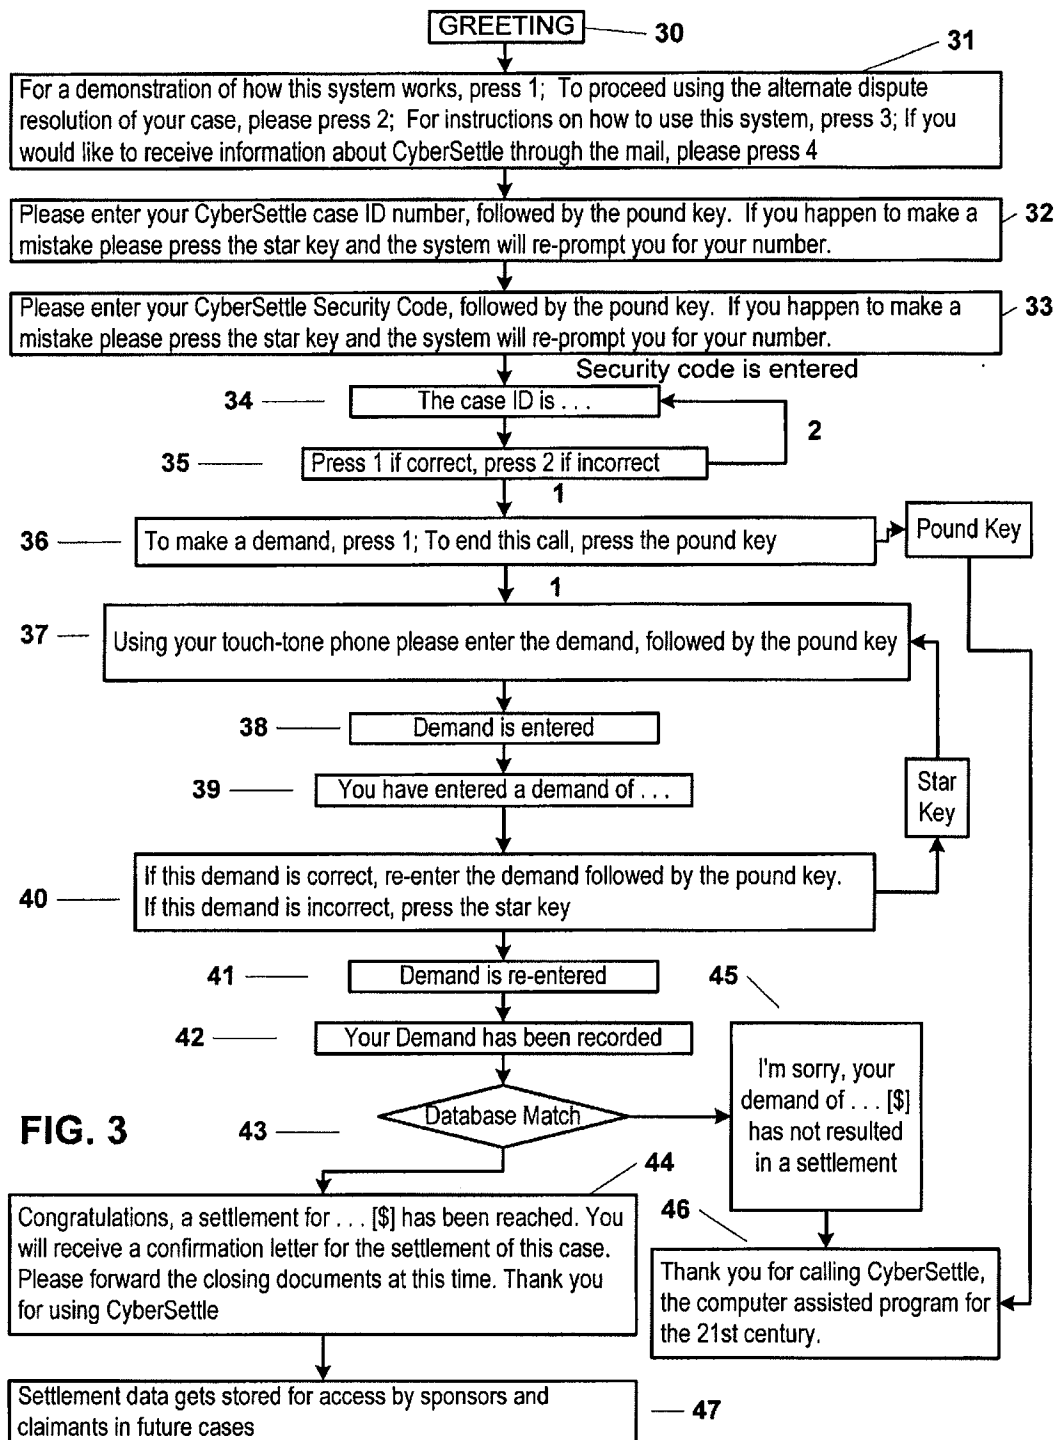 GREETING
30
31
For a demonstration of how this system works, press 1; To proceed using the alternate dispute
resolution of your case, please press 2; For instructions on how to use this system, press 3; If you
would like to receive information about CyberSettle through the mail, please press 4
Please enter your CyberSettle case ID number, followed by the pound key. If you happen to make a
mistake please press the star key and the system will re-prompt you for your number.
32
Please enter your CyberSettle Security Code, followed by the pound key. If you happen to make a
mistake please press the star key and the system will re-prompt you for your number.
33
Security code is entered
34
The case ID is . . .
2
35
Press 1 if correct, press 2 if incorrect
1
36
To make a demand, press 1; To end this call, press the pound key
Pound Key
1
37
Using your touch-tone phone please enter the demand, followed by the pound key
38
Demand is entered
39
You have entered a demand of . . .
Star
Key
40
If this demand is correct, re-enter the demand followed by the pound key.
If this demand is incorrect, press the star key
41
Demand is re-entered
45
42
Your Demand has been recorded
I'm sorry, your
demand of . . . [$]
has not resulted
in a settlement
FIG. 3
43
Database Match
44
Congratulations, a settlement for . . . [$] has been reached. You
will receive a confirmation letter for the settlement of this case.
Please forward the closing documents at this time. Thank you
for using CyberSettle
46
Thank you for calling CyberSettle,
the computer assisted program for
the 21st century.
Settlement data gets stored for access by sponsors and
claimants in future cases
47